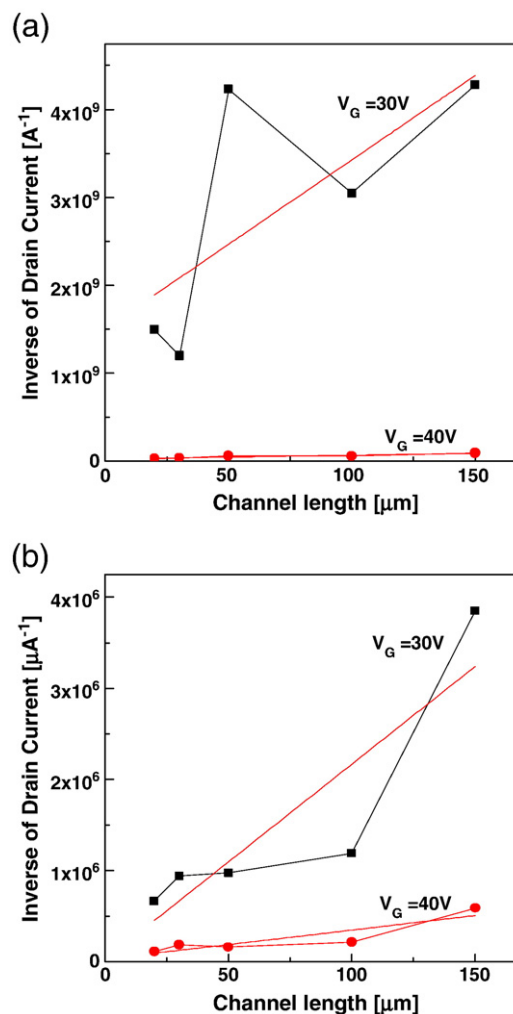 (a)
Inverse of Drain Current [A⁻¹]
4x10⁹
3x10⁹
2x10⁹
1x10⁹
0
V_G =30V
V_G =40V
0 50 100 150
Channel length [μm]
(b)
Inverse of Drain Current [μA⁻¹]
4x10⁶
3x10⁶
2x10⁶
1x10⁶
0
V_G =30V
V_G =40V
0 50 100 150
Channel length [μm]